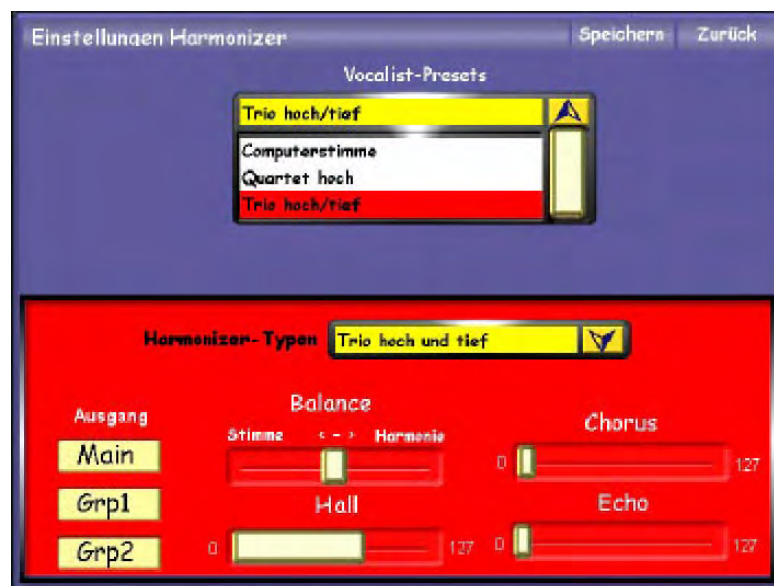 Einstellungen Harmonizer Speichern Zurück
Vocalist-Presets
Trio hoch/tief
Computerstimme
Quartet hoch
Trio hoch/tief
Harmonizer-Typen Trio hoch und tief
Ausgang
Main
Grp1
Grp2
Balance
Stimme < - > Harmonie
Hall
0 127
Chorus
0 127
Echo
0 127